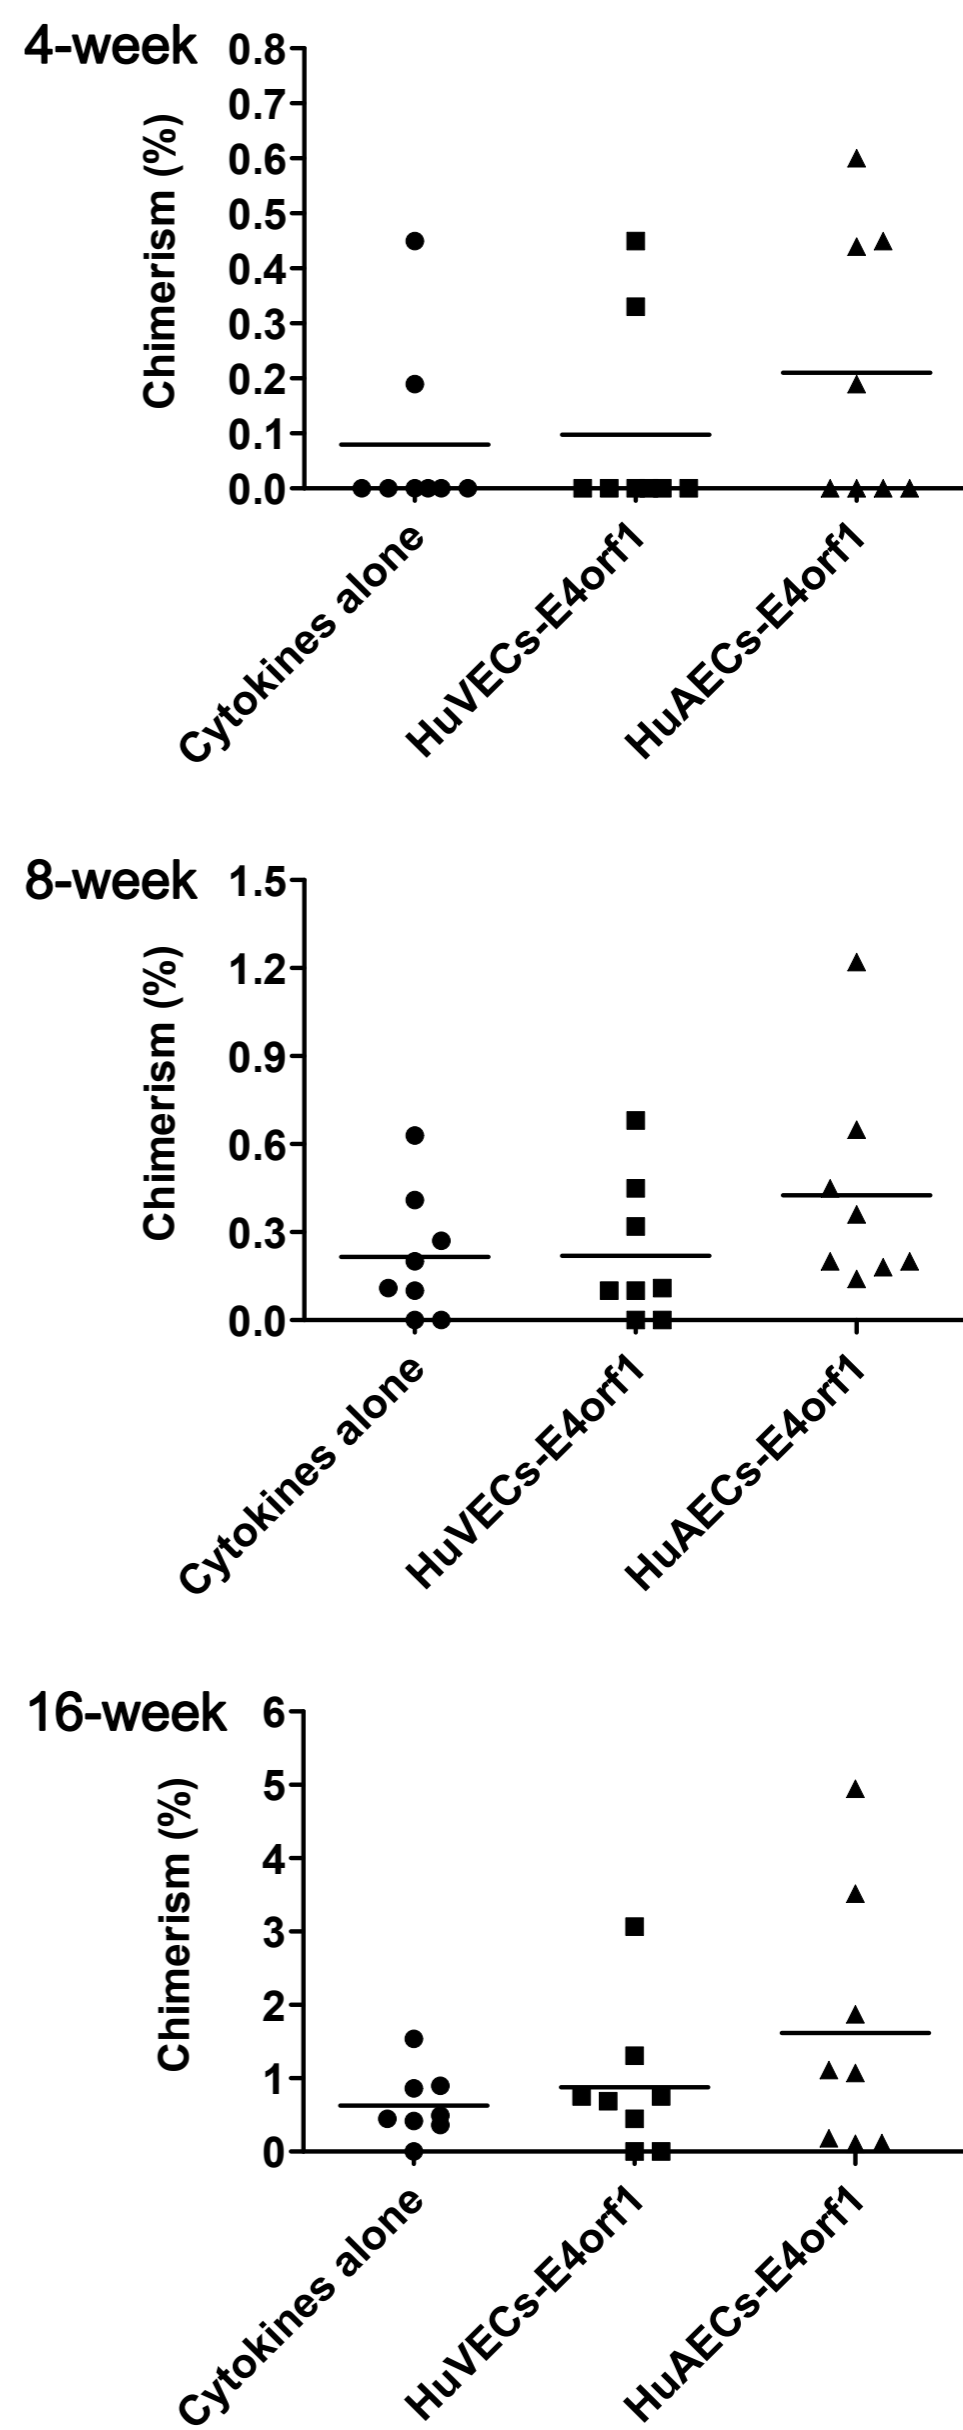 4-week
Chimerism (%)
0.8
0.7
0.6
0.5
0.4
0.3
0.2
0.1
0.0
Cytokines alone
HuVECs-E4orf1
HuAECs-E4orf1
8-week
Chimerism (%)
1.5
1.2
0.9
0.6
0.3
0.0
Cytokines alone
HuVECs-E4orf1
HuAECs-E4orf1
16-week
Chimerism (%)
6
5
4
3
2
1
0
Cytokines alone
HuVECs-E4orf1
HuAECs-E4orf1